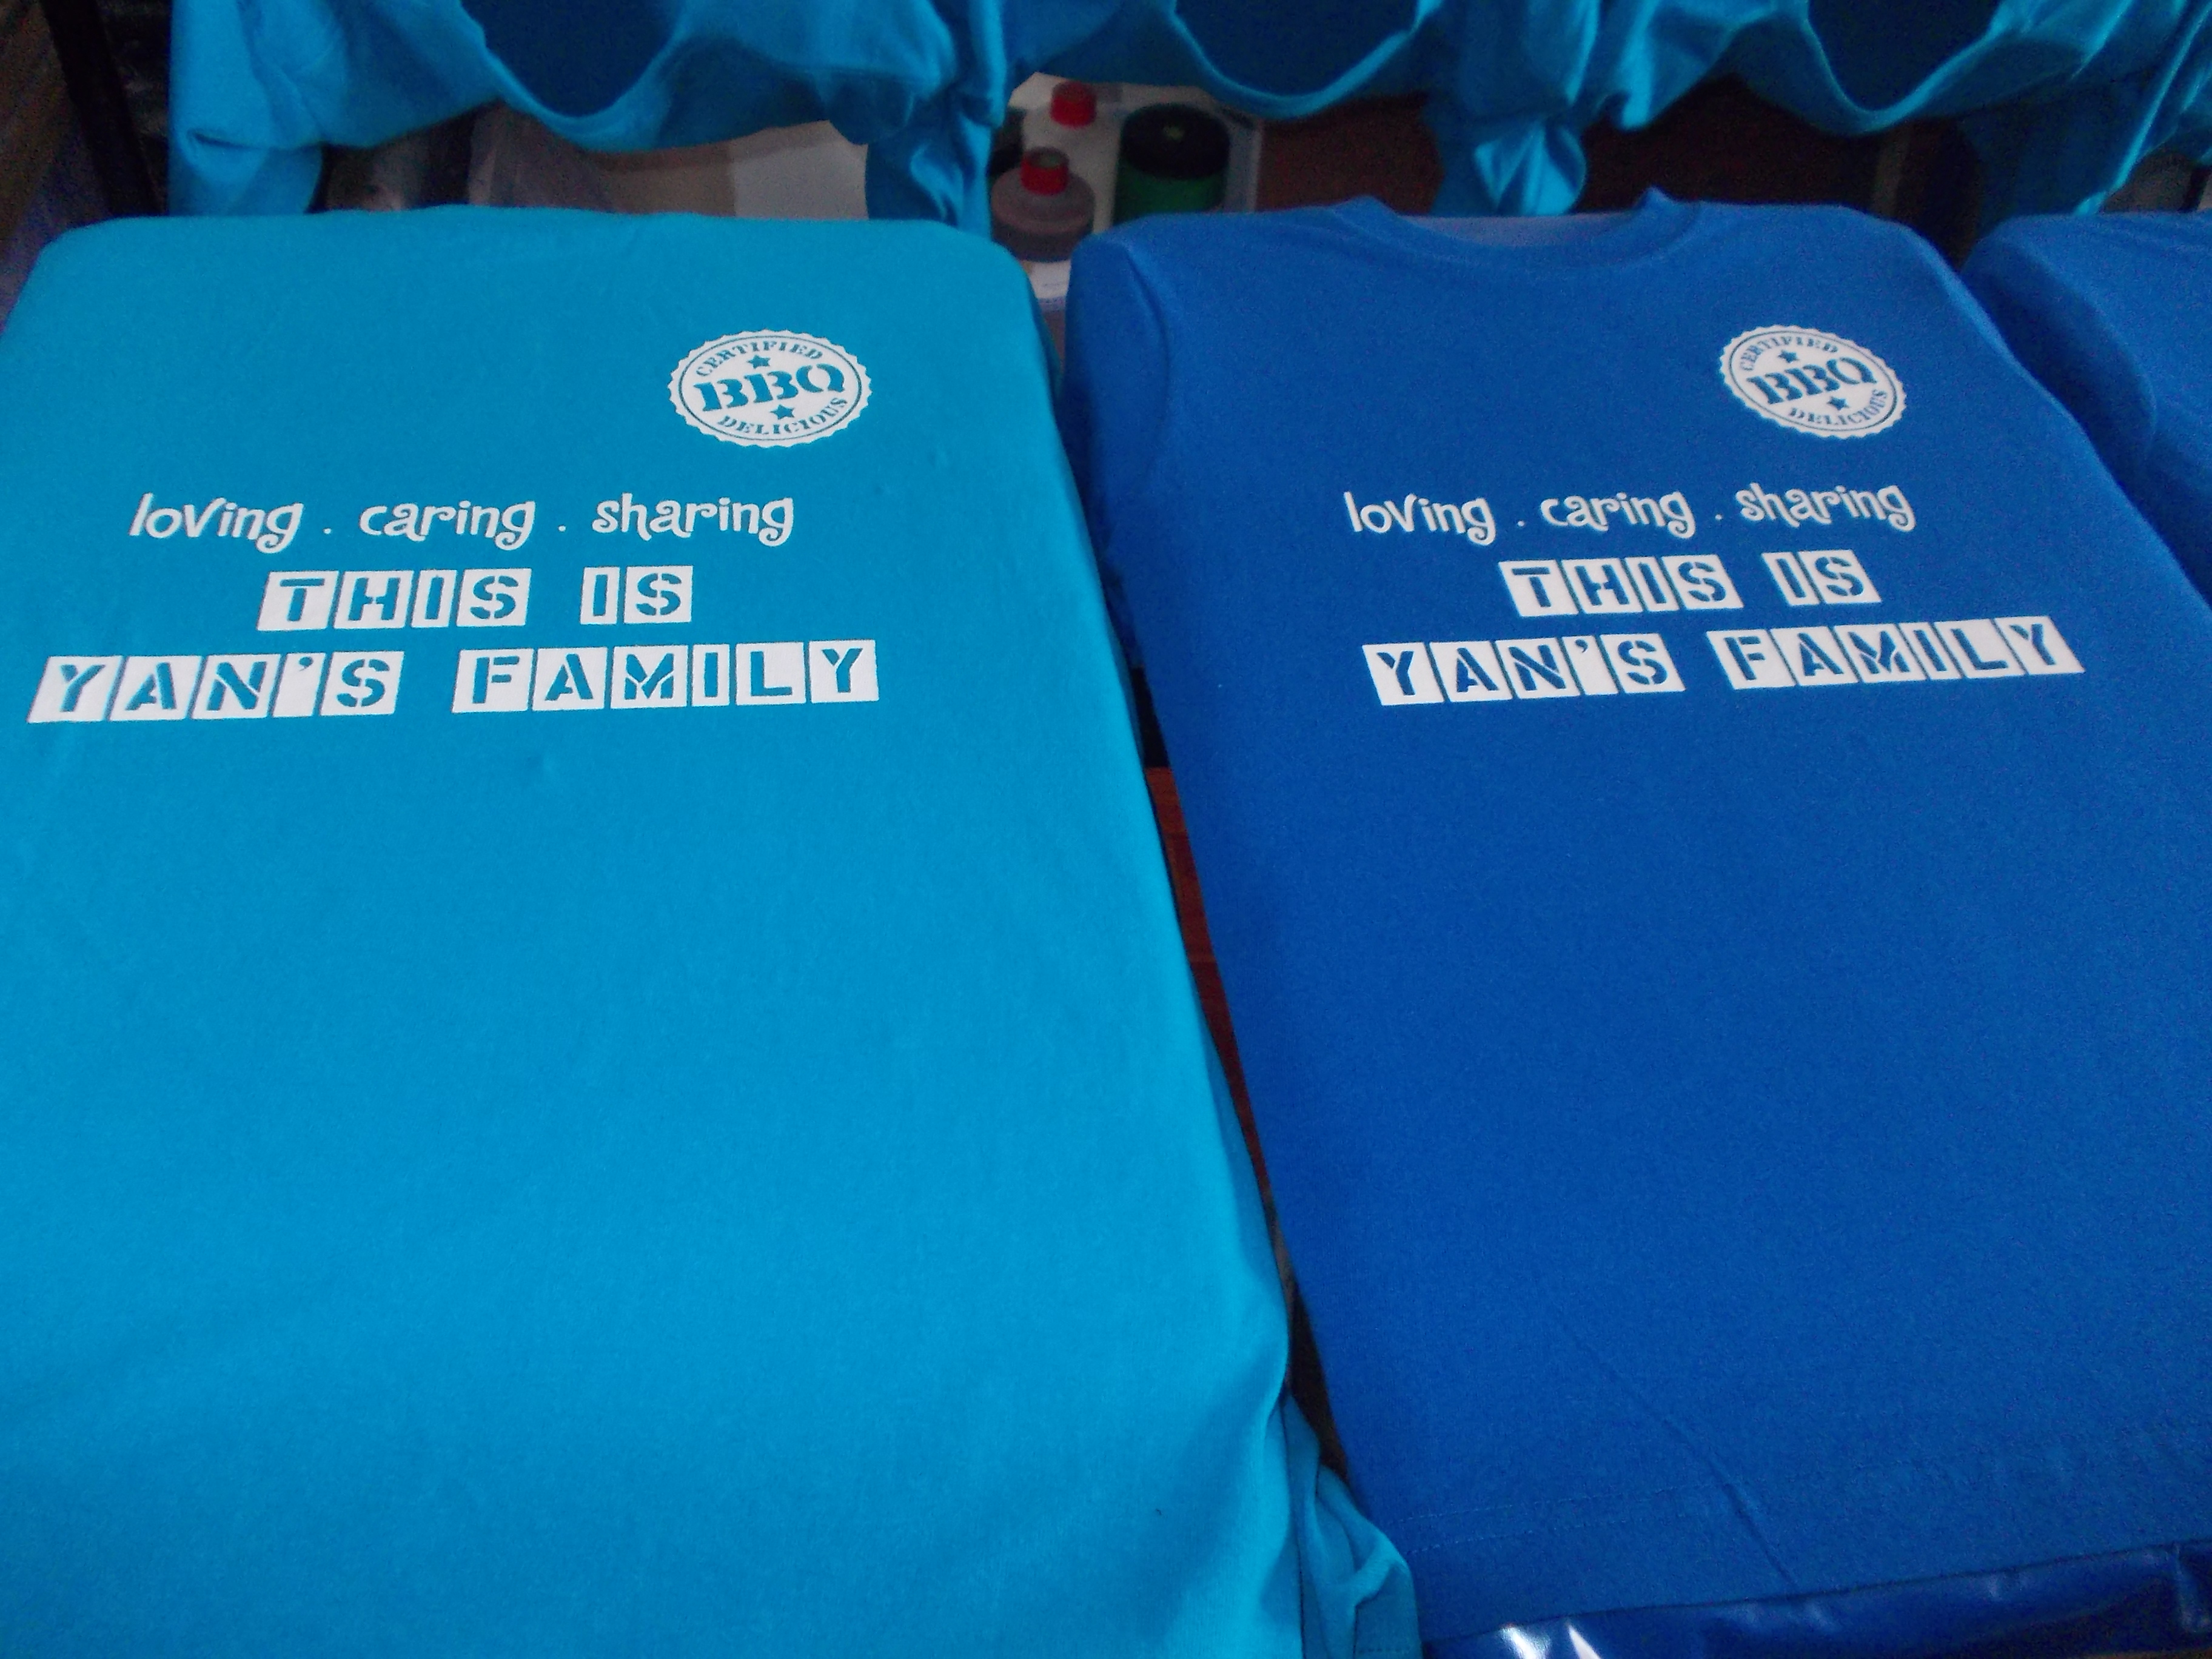 CERTIFIED
BBQ
DELICIOUS
loving . caring . sharing
THIS IS
YAN'S FAMILY
CERTIFIED
BBQ
DELICIOUS
loving . caring . sharing
THIS IS
YAN'S FAMILY